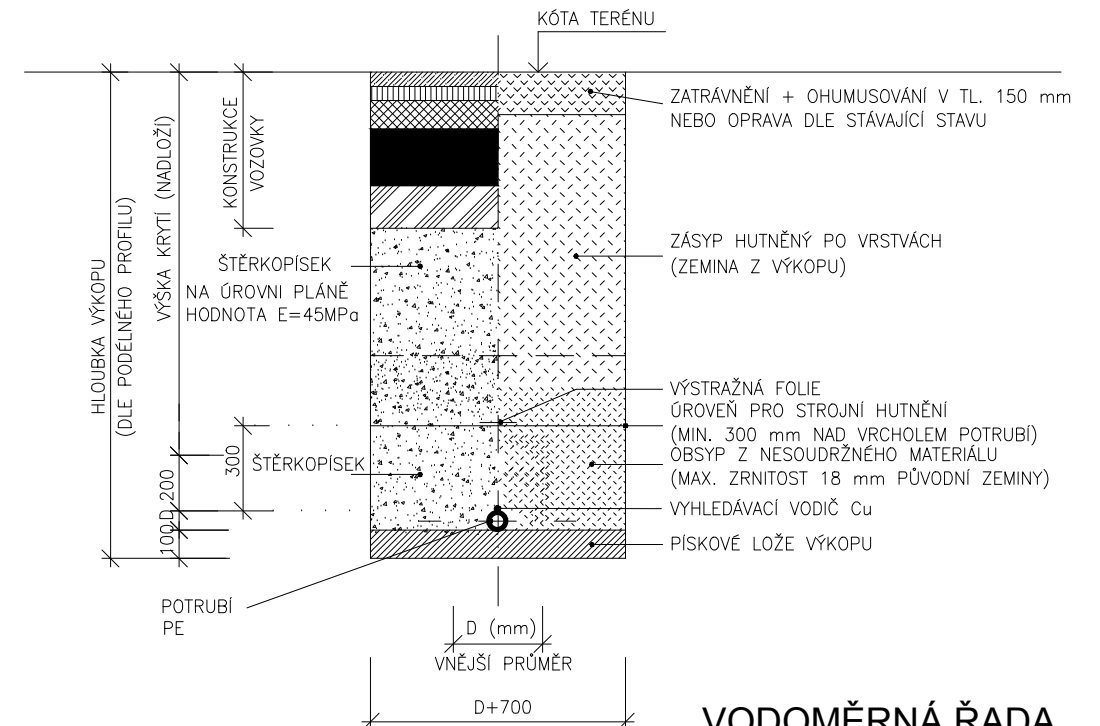 KÓTA TERÉNU
ZATRÁVNĚNÍ + OHUMUSOVÁNÍ V TL. 150 mm
NEBO OPRAVA DLE STÁVAJÍCÍ STAVU
HLOUBKA VÝKOPU
(DLE PODÉLNÉHO PROFILU)
VÝŠKA KRYTÍ (NADLOŽÍ)
KONSTRUKCE
VOZOVKY
ZÁSYP HUTNĚNÝ PO VRSTVÁCH
(ZEMINA Z VÝKOPU)
ŠTĚRKOPÍSEK
NA ÚROVNI PLÁNĚ
HODNOTA E=45MPa
VÝSTRAŽNÁ FOLIE
ÚROVEŇ PRO STROJNÍ HUTNĚNÍ
(MIN. 300 mm NAD VRCHOLEM POTRUBÍ)
OBSYP Z NESOUDRŽNÉHO MATERIÁLU
(MAX. ZRNITOST 18 mm PŮVODNÍ ZEMINY)
300
ŠTĚRKOPÍSEK
200
D
100
VYHLEDÁVACÍ VODIČ Cu
PÍSKOVÉ LOŽE VÝKOPU
POTRUBÍ
PE
D (mm)
VNĚJŠÍ PRŮMĚR
D+700
VODOMĚRNÁ ŘADA